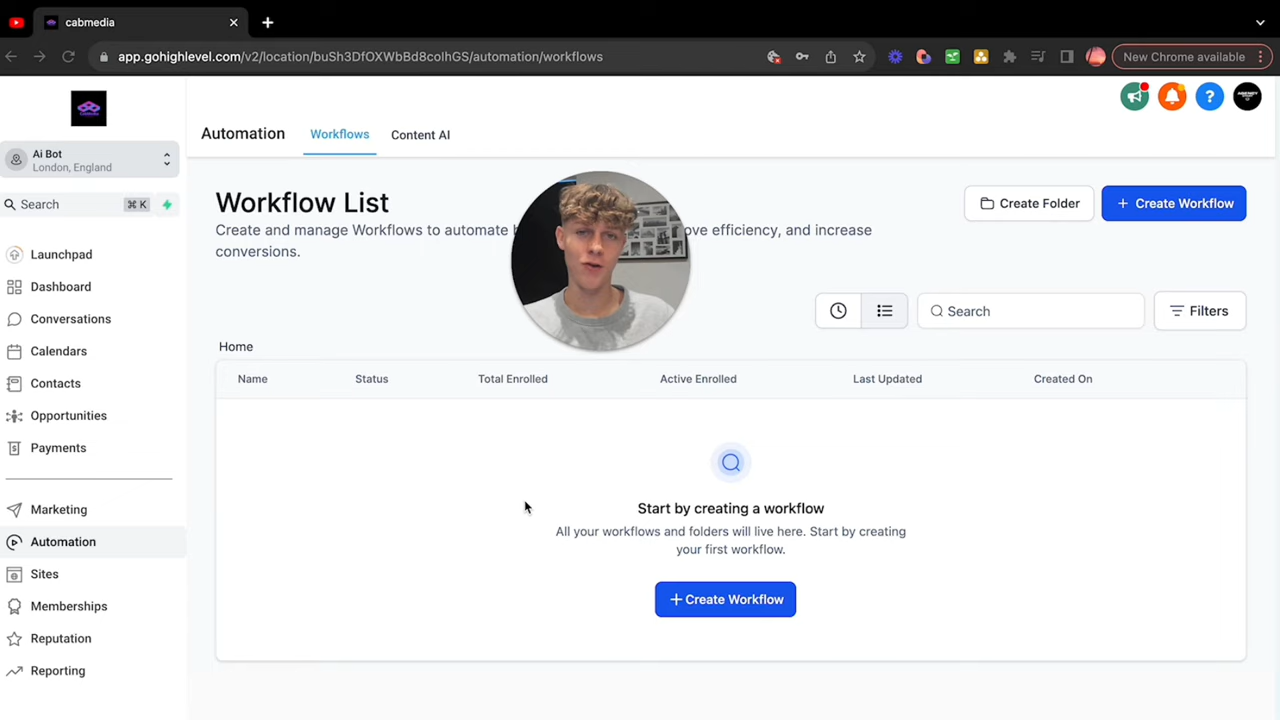 cabmedia
app.gohighlevel.com/v2/location/buSh3DfOXWbBd8coIhGS/automation/workflows
New Chrome available
Automation
Workflows
Content AI
Ai Bot
London, England
Search
⌘ K
Launchpad
Dashboard
Conversations
Calendars
Contacts
Opportunities
Payments
Marketing
Automation
Sites
Memberships
Reputation
Reporting
Workflow List
Create and manage Workflows to automate efficiency, and increase
conversions.
Create Folder
+ Create Workflow
Search
Filters
Home
Name
Status
Total Enrolled
Active Enrolled
Last Updated
Created On
Start by creating a workflow
All your workflows and folders will live here. Start by creating
your first workflow.
+ Create Workflow